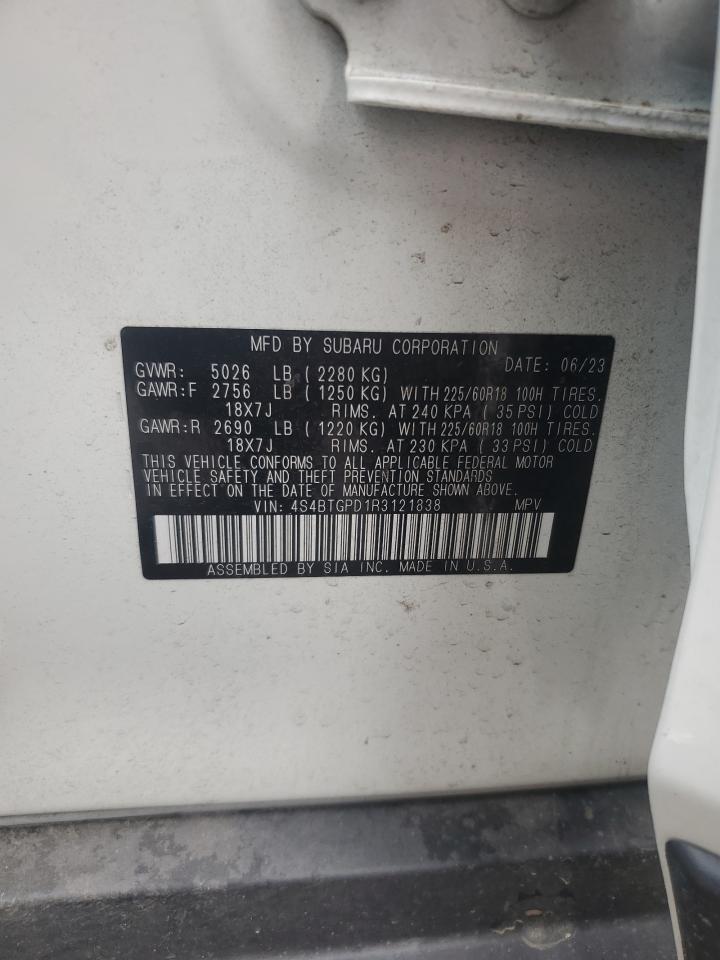 MFD BY SUBARU CORPORATION
DATE: 06/23
GVWR: 5026 LB ( 2280 KG)
GAWR:F 2756 LB ( 1250 KG) WITH 225/60R18 100H TIRES.
18X7J RIMS. AT 240 KPA ( 35 PSI) COLD
GAWR:R 2690 LB ( 1220 KG) WITH 225/60R18 100H TIRES.
18X7J RIMS. AT 230 KPA ( 33 PSI) COLD
THIS VEHICLE CONFORMS TO ALL APPLICABLE FEDERAL MOTOR
VEHICLE SAFETY AND THEFT PREVENTION STANDARDS
IN EFFECT ON THE DATE OF MANUFACTURE SHOWN ABOVE.
VIN: 4S4BTGPD1R3121838 MPV
ASSEMBLED BY SIA INC. MADE IN U.S.A.